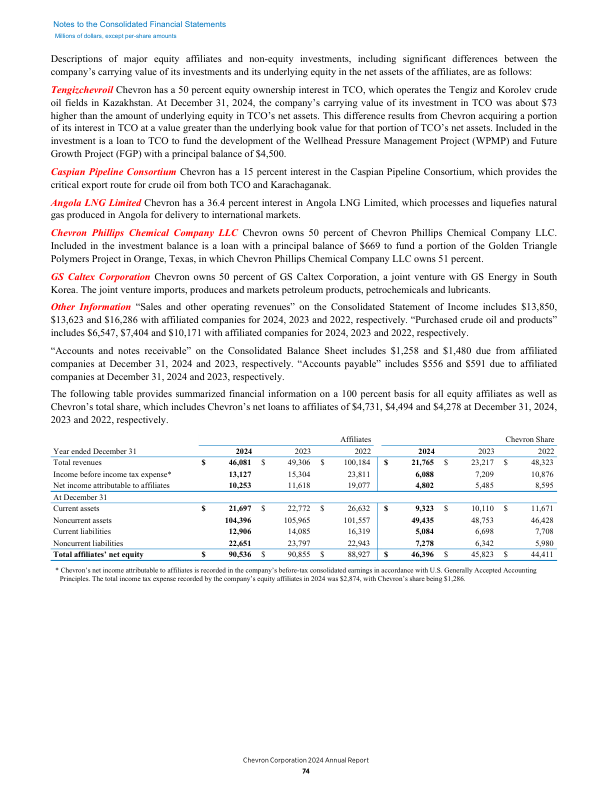 Notes to the Consolidated Financial Statements
Millions of dollars, except per-share amounts
Descriptions of major equity affiliates and non-equity investments, including significant differences between the
company's carrying value of its investments and its underlying equity in the net assets of the affiliates, are as follows:
Tengizchevroil Chevron has a 50 percent equity ownership interest in TCO, which operates the Tengiz and Korolev crude
oil fields in Kazakhstan. At December 31, 2024, the company's carrying value of its investment in TCO was about $73
higher than the amount of underlying equity in TCO's net assets. This difference results from Chevron acquiring a portion
of its interest in TCO at a value greater than the underlying book value for that portion of TCO's net assets. Included in the
investment is a loan to TCO to fund the development of the Wellhead Pressure Management Project (WPMP) and Future
Growth Project (FGP) with a principal balance of $4,500.
Caspian Pipeline Consortium Chevron has a 15 percent interest in the Caspian Pipeline Consortium, which provides the
critical export route for crude oil from both TCO and Karachaganak.
Angola LNG Limited Chevron has a 36.4 percent interest in Angola LNG Limited, which processes and liquefies natural
gas produced in Angola for delivery to international markets.
Chevron Phillips Chemical Company LLC Chevron owns 50 percent of Chevron Phillips Chemical Company LLC.
Included in the investment balance is a loan with a principal balance of $669 to fund a portion of the Golden Triangle
Polymers Project in Orange, Texas, in which Chevron Phillips Chemical Company LLC owns 51 percent.
GS Caltex Corporation Chevron owns 50 percent of GS Caltex Corporation, a joint venture with GS Energy in South
Korea. The joint venture imports, produces and markets petroleum products, petrochemicals and lubricants.
Other Information "Sales and other operating revenues" on the Consolidated Statement of Income includes $13,850,
$13,623 and $16,286 with affiliated companies for 2024, 2023 and 2022, respectively. "Purchased crude oil and products"
includes $6,547, $7,404 and $10,171 with affiliated companies for 2024, 2023 and 2022, respectively.
"Accounts and notes receivable" on the Consolidated Balance Sheet includes $1,258 and $1,480 due from affiliated
companies at December 31, 2024 and 2023, respectively. "Accounts payable" includes $556 and $591 due to affiliated
companies at December 31, 2024 and 2023, respectively.
The following table provides summarized financial information on a 100 percent basis for all equity affiliates as well as
Chevron's total share, which includes Chevron's net loans to affiliates of $4,731, $4,494 and $4,278 at December 31, 2024,
2023 and 2022, respectively.
Affiliates Chevron Share
Year ended December 31 2024 2023 2022 2024 2023 2022
Total revenues $ 46,081 $ 49,306 $ 100,184 $ 21,765 $ 23,217 $ 48,323
Income before income tax expense* 13,127 15,304 23,811 6,088 7,209 10,876
Net income attributable to affiliates 10,253 11,618 19,077 4,802 5,485 8,595
At December 31
Current assets $ 21,697 $ 22,772 $ 26,632 $ 9,323 $ 10,110 $ 11,671
Noncurrent assets 104,396 105,965 101,557 49,435 48,753 46,428
Current liabilities 12,906 14,085 16,319 5,084 6,698 7,708
Noncurrent liabilities 22,651 23,797 22,943 7,278 6,342 5,980
Total affiliates' net equity $ 90,536 $ 90,855 $ 88,927 $ 46,396 $ 45,823 $ 44,411
* Chevron's net income attributable to affiliates is recorded in the company's before-tax consolidated earnings in accordance with U.S. Generally Accepted Accounting
Principles. The total income tax expense recorded by the company's equity affiliates in 2024 was $2,874, with Chevron's share being $1,286.
Chevron Corporation 2024 Annual Report
74